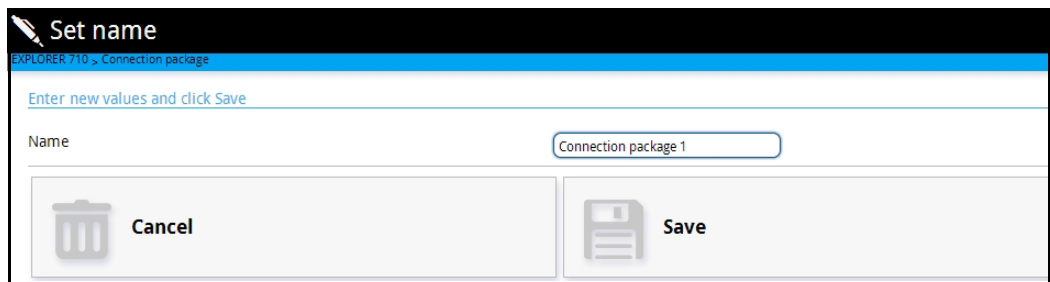 Set name
EXPLORER 710 > Connection package
Enter new values and click Save
Name
Connection package 1
Cancel
Save